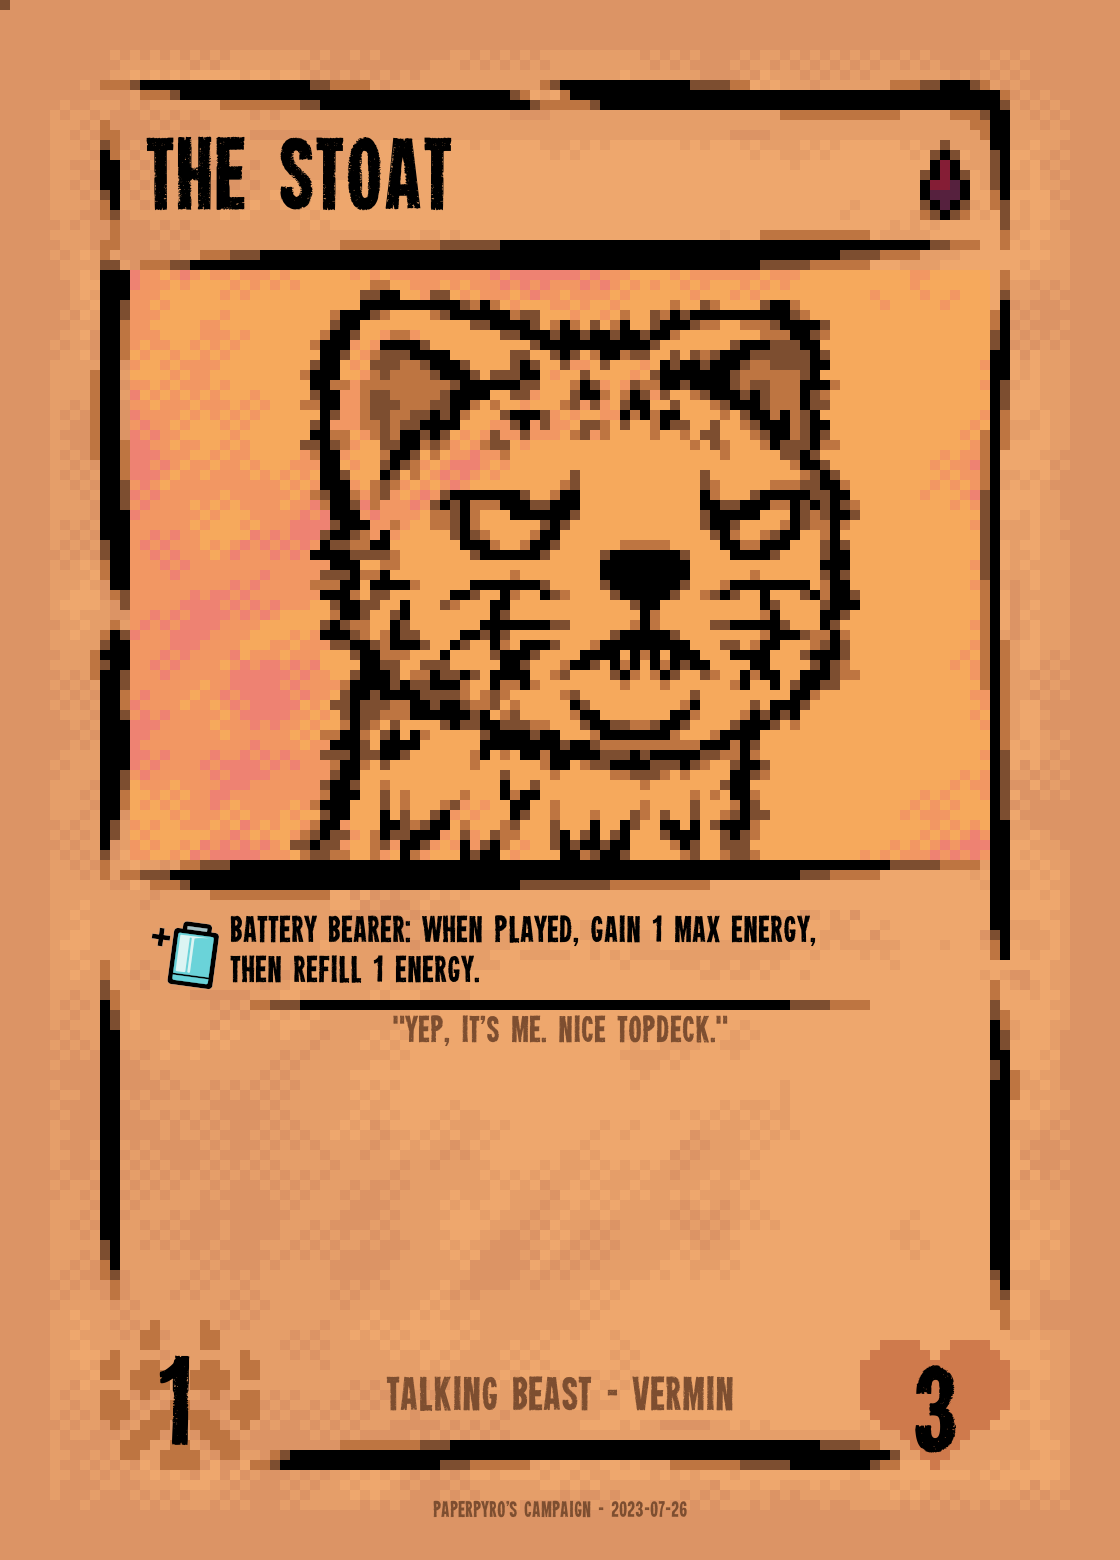 THE STOAT
BATTERY BEARER: WHEN PLAYED, GAIN 1 MAX ENERGY,
THEN REFILL 1 ENERGY.
"YEP, IT'S ME. NICE TOPDECK."
1
TALKING BEAST - VERMIN
3
PAPERPYRO'S CAMPAIGN - 2023-07-26